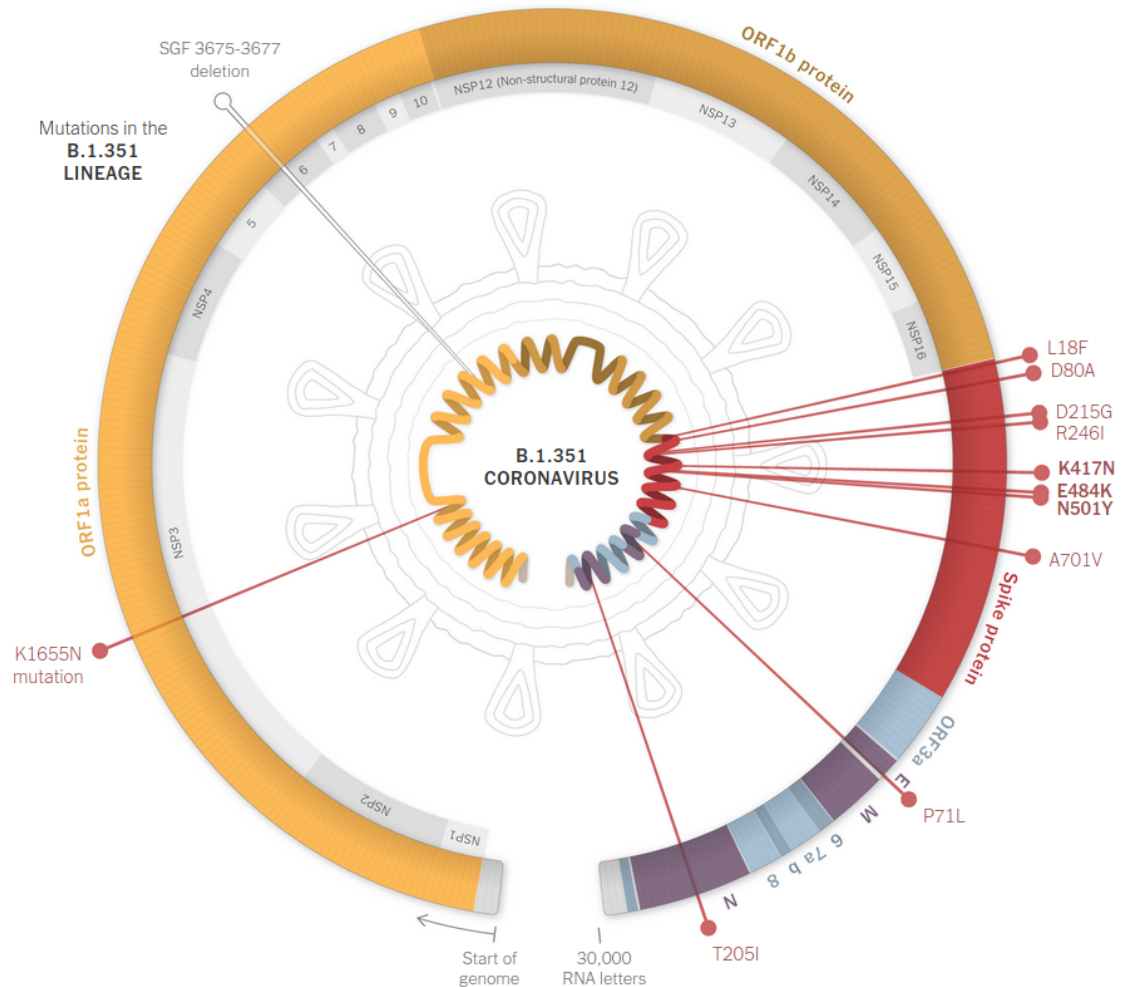 SGF 3675-3677
deletion
Mutations in the
B.1.351
LINEAGE
ORF1a protein
ORF1b protein
NSP1
NSP2
NSP3
NSP4
5
6
7
8
9
10
NSP12 (Non-structural protein 12)
NSP13
NSP14
NSP15
NSP16
B.1.351
CORONAVIRUS
L18F
D80A
D215G
R246I
K417N
E484K
N501Y
A701V
Spike protein
ORF3a
E
M
6
7a
b
8
N
P71L
T205I
K1655N
mutation
Start of
genome
30,000
RNA letters